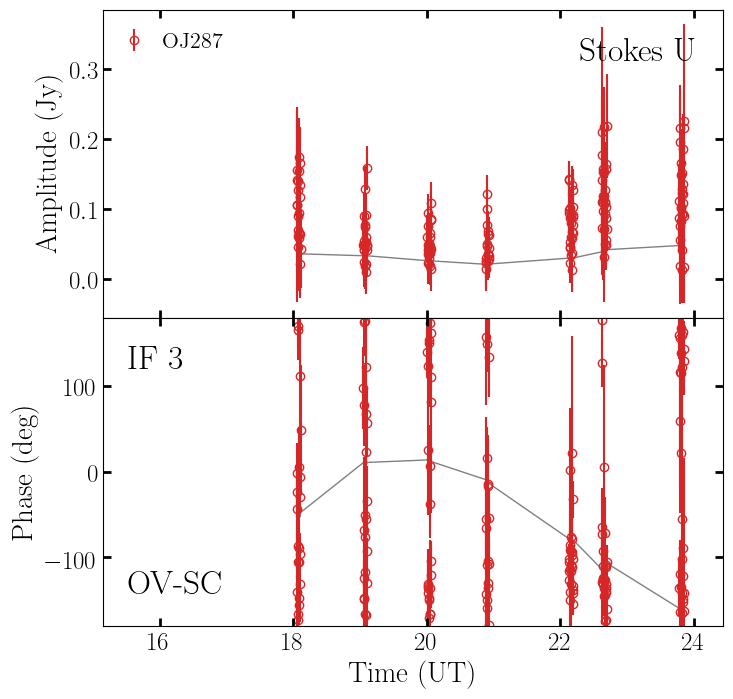 OJ287
Stokes U
0.3
0.2
0.1
0.0
Amplitude (Jy)
IF 3
100
0
−100
Phase (deg)
OV-SC
16 18 20 22 24
Time (UT)